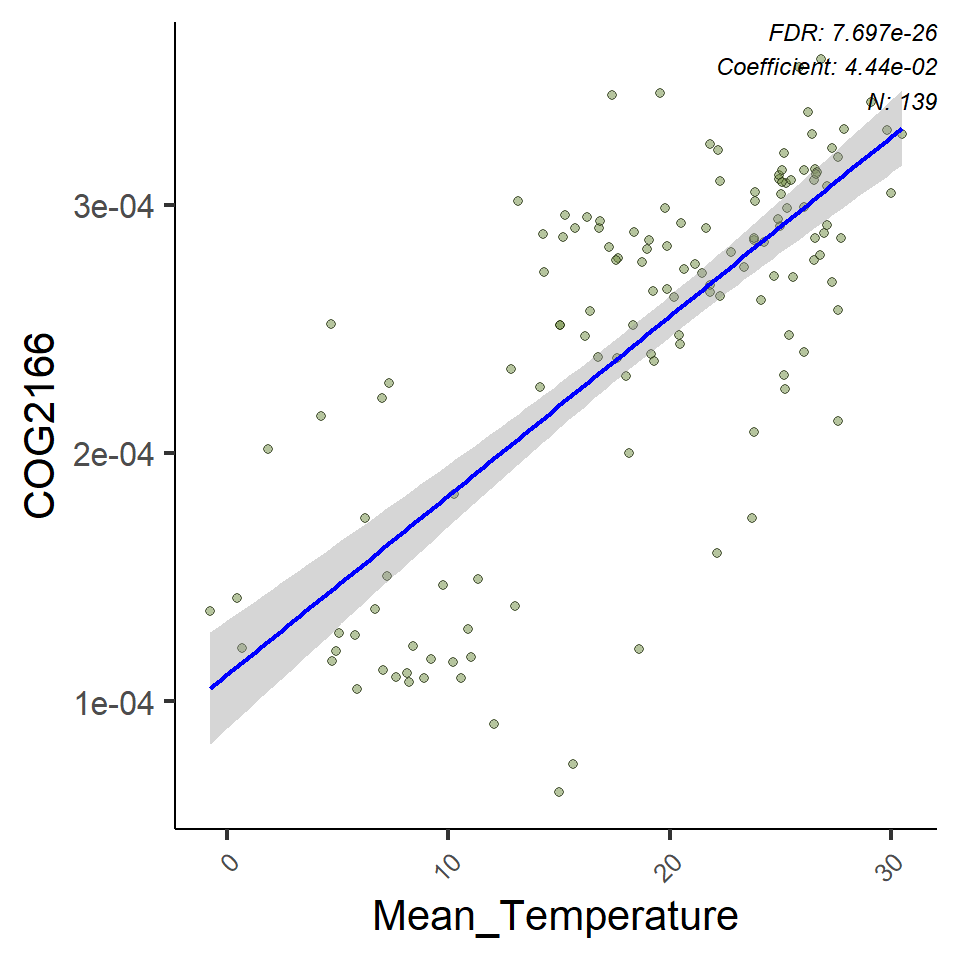 FDR: 7.697e-26
Coefficient: 4.44e-02
N: 139
COG2166
3e-04
2e-04
1e-04
0
10
20
30
Mean_Temperature